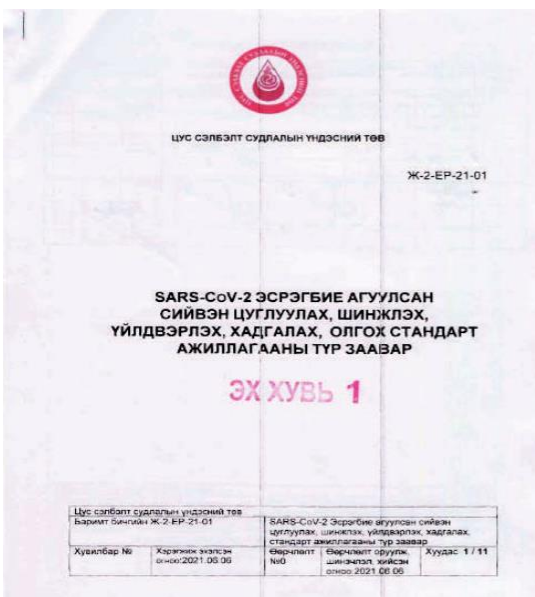 ЦУС СЭЛБЭЛТ СУДЛАЛЫН ҮНДЭСНИЙ ТӨВ
Ж-2-ЕР-21-01
SARS-CoV-2 ЭСРЭГБИЕ АГУУЛСАН
СИЙВЭН ЦУГЛУУЛАХ, ШИНЖЛЭХ,
ҮЙЛДВЭРЛЭХ, ХАДГАЛАХ, ОЛГОХ СТАНДАРТ
АЖИЛЛАГААНЫ ТҮР ЗААВАР
ЭХ ХУВЬ 1
Цус сэлбэлт судлалын үндэсний төв
Баримт бичгийн Ж-2-ЕР-21-01
SARS-CoV-2 Эсрэгбие агуулсан сийвэн
цуглуулах, шинжлэх, үйлдвэрлэх, хадгалах,
стандарт ажиллагааны түр заавар
Хувилбар №
Хэрэгжиж эхэлсэн
огноо:2021.06.06
Өөрчлөлт
№0
Өөрчлөлт оруулж,
шинэчлэл хийсэн
огноо 2021.06.06
Хуудас 1 / 11